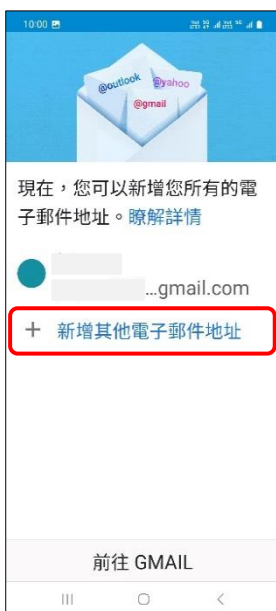 10:00
@outlook
@yahoo
@gmail
現在，您可以新增您所有的電
子郵件地址。瞭解詳情
...gmail.com
+ 新增其他電子郵件地址
前往 GMAIL